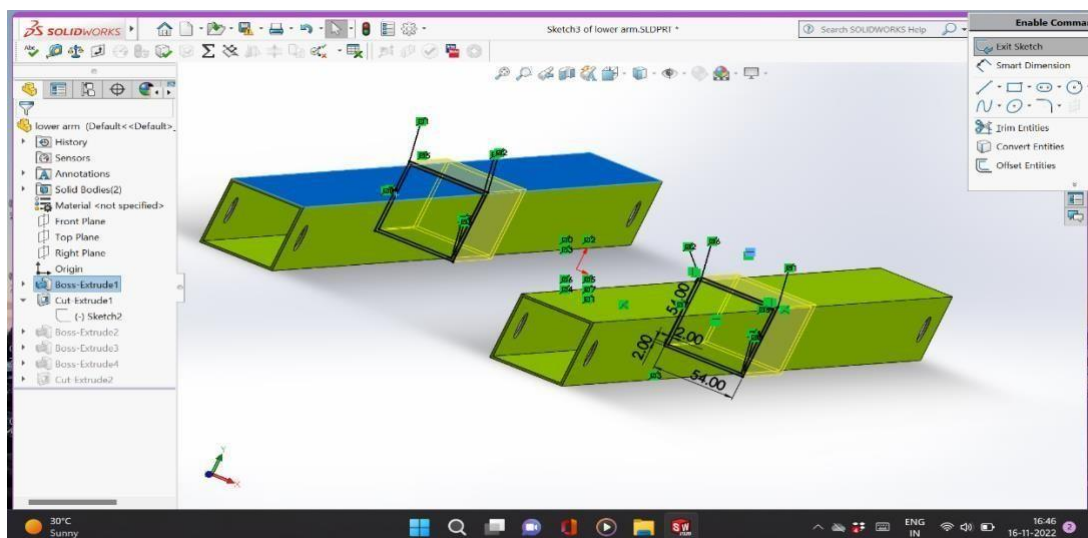 SOLIDWORKS
Sketch3 of lower arm.SLDPRT *
Search SOLIDWORKS Help
Enable Comma
Exit Sketch
Smart Dimension
Trim Entities
Convert Entities
Offset Entities
lower arm (Default<<Default>_
History
Sensors
Annotations
Solid Bodies(2)
Material <not specified>
Front Plane
Top Plane
Right Plane
Origin
Boss-Extrude1
Cut-Extrude1
(-) Sketch2
Boss-Extrude2
Boss-Extrude3
Boss-Extrude4
Cut-Extrude2
2.00
2.00
54.00
30°C
Sunny
ENG
IN
16:46
16-11-2022
2